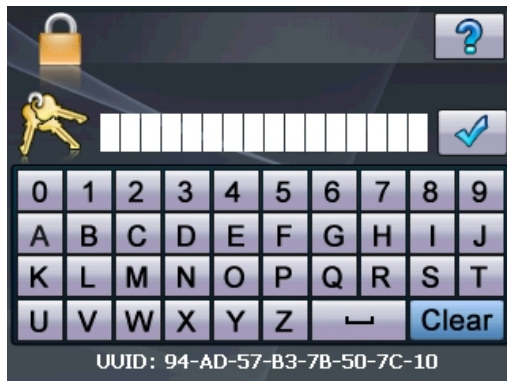 ?
0 1 2 3 4 5 6 7 8 9
A B C D E F G H I J
K L M N O P Q R S T
U V W X Y Z Clear
UUID: 94-AD-57-B3-7B-50-7C-10